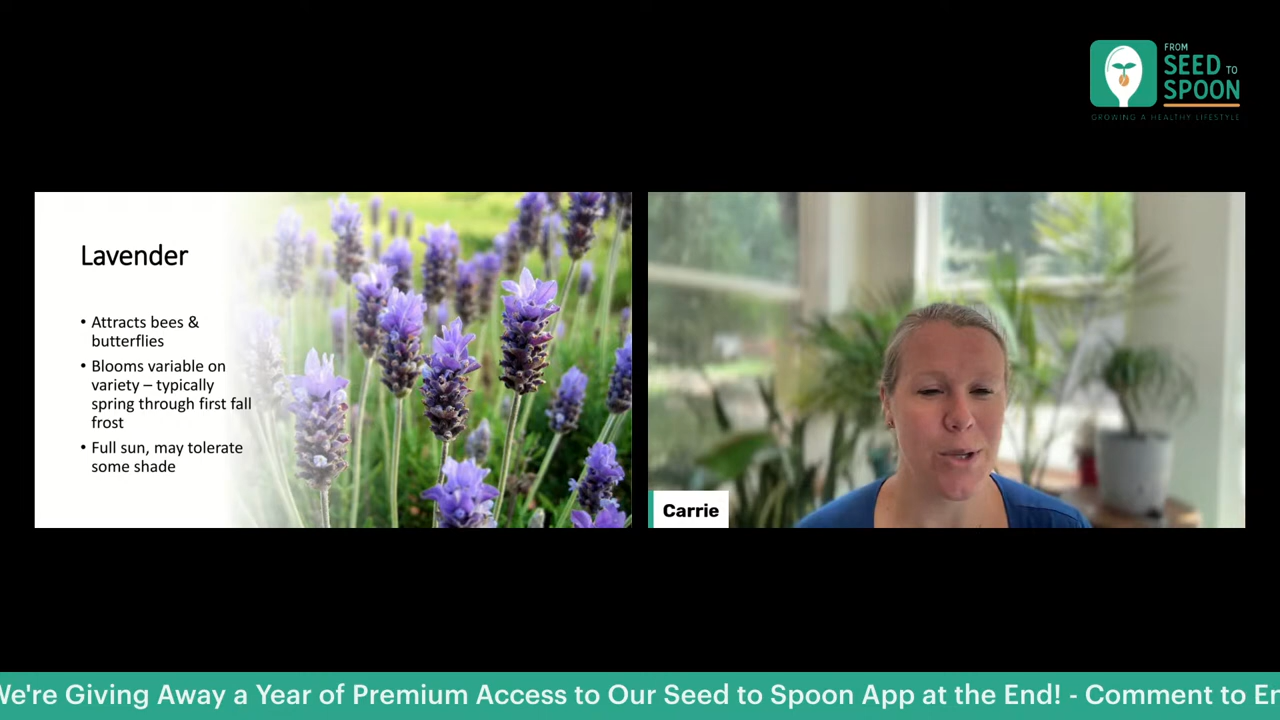 FROM
SEED TO
SPOON
GROWING A HEALTHY LIFESTYLE
Lavender
• Attracts bees &
butterflies
• Blooms variable on
variety – typically
spring through first fall
frost
• Full sun, may tolerate
some shade
Carrie
We're Giving Away a Year of Premium Access to Our Seed to Spoon App at the End! - Comment to En